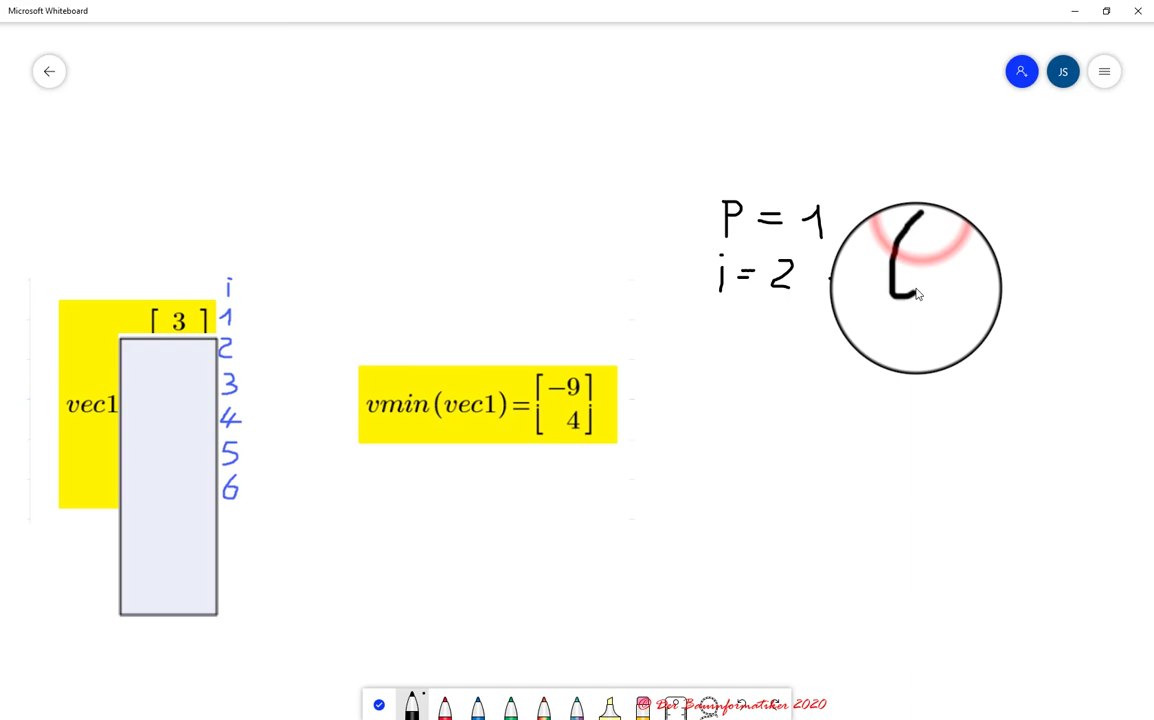 Microsoft Whiteboard
JS
P = 1
i = 2
i
[ 3 ] 1
2
3
vec1
4
5
6
vmin(vec1)=[-9
4]
© Der Bauinformatiker 2020